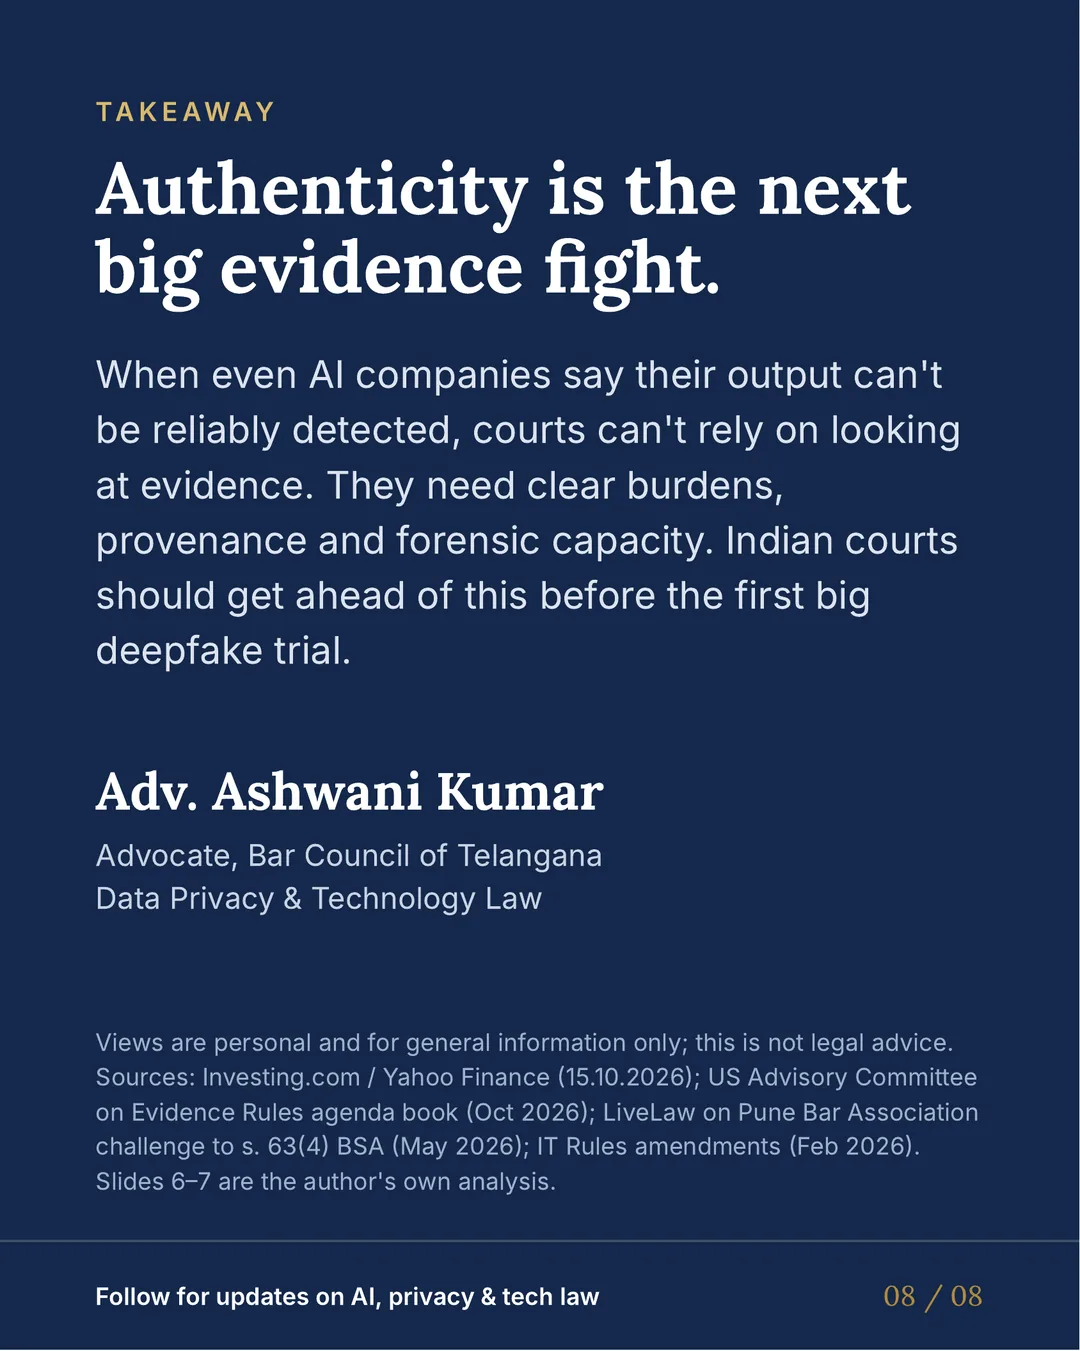 TAKEAWAY
Authenticity is the next
big evidence fight.
When even AI companies say their output can't
be reliably detected, courts can't rely on looking
at evidence. They need clear burdens,
provenance and forensic capacity. Indian courts
should get ahead of this before the first big
deepfake trial.
Adv. Ashwani Kumar
Advocate, Bar Council of Telangana
Data Privacy & Technology Law
Views are personal and for general information only; this is not legal advice.
Sources: Investing.com / Yahoo Finance (15.10.2026); US Advisory Committee
on Evidence Rules agenda book (Oct 2026); LiveLaw on Pune Bar Association
challenge to s. 63(4) BSA (May 2026); IT Rules amendments (Feb 2026).
Slides 6–7 are the author's own analysis.
Follow for updates on AI, privacy & tech law
08 / 08